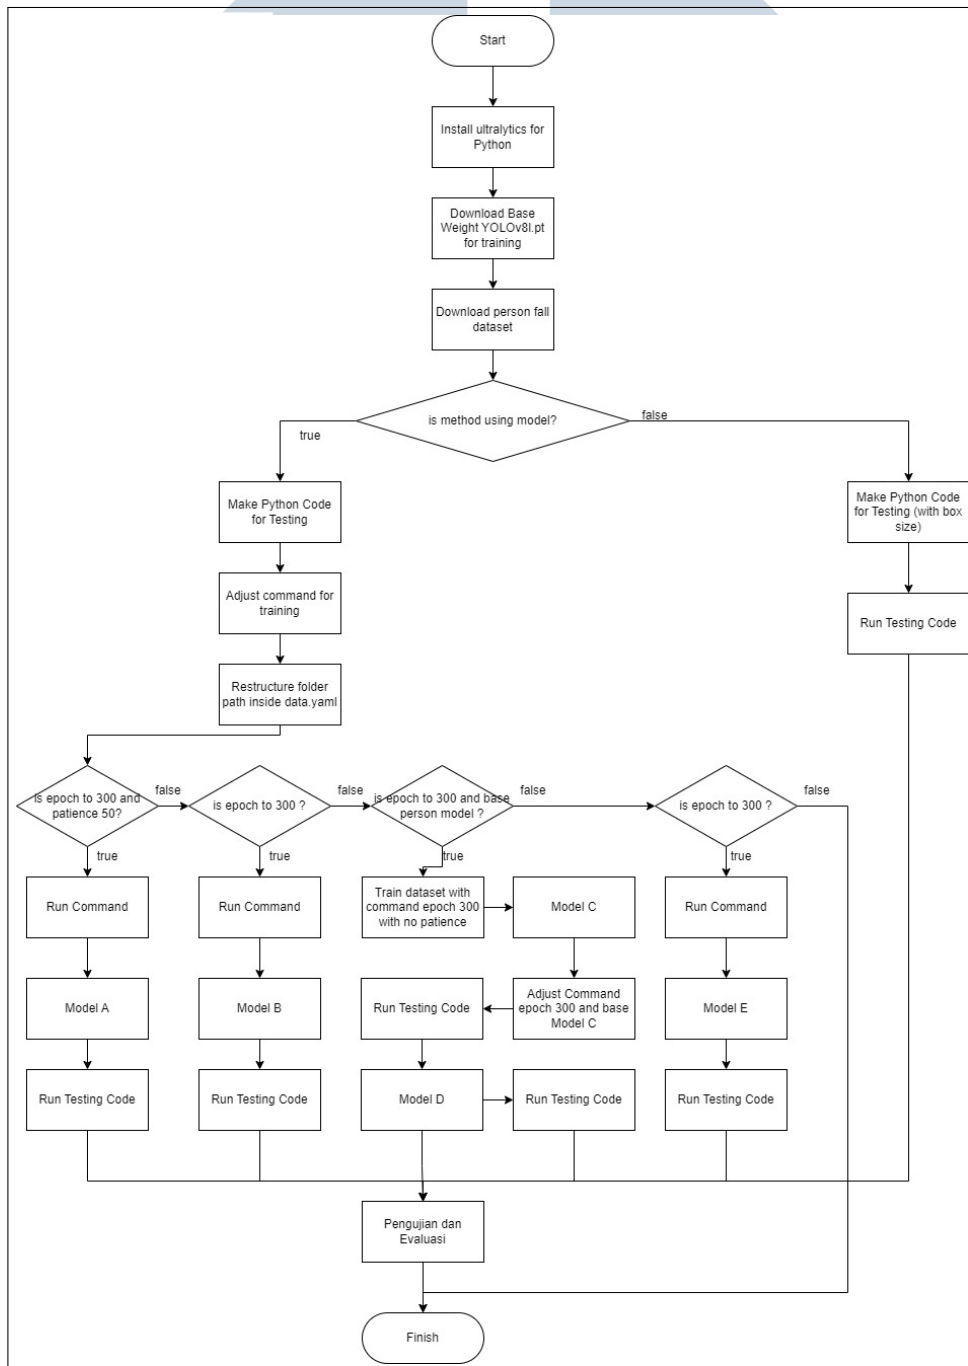 Start
Install ultralytics for
Python
Download Base
Weight YOLOv8l.pt
for training
Download person fall
dataset
is method using model?
true
false
Make Python Code
for Testing
Make Python Code
for Testing (with box
size)
Adjust command for
training
Run Testing Code
Restructure folder
path inside data.yaml
is epoch to 300 and
patience 50?
false
is epoch to 300 ?
false
is epoch to 300 and base
person model ?
false
is epoch to 300 ?
false
true
true
true
true
Run Command
Run Command
Train dataset with
command epoch 300
with no patience
Model C
Run Command
Model A
Model B
Run Testing Code
Adjust Command
epoch 300 and base
Model C
Model E
Run Testing Code
Run Testing Code
Model D
Run Testing Code
Run Testing Code
Pengujian dan
Evaluasi
Finish